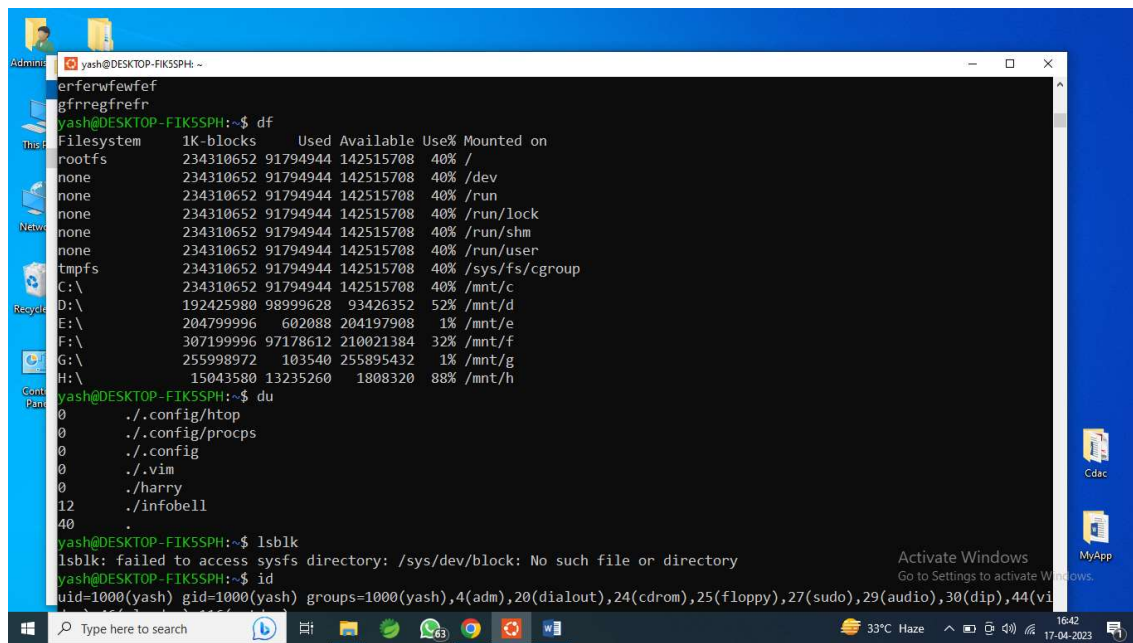 yash@DESKTOP-FIK5SPH: ~
erferwfewfef
gfrregfrefr
yash@DESKTOP-FIK5SPH:~$ df
Filesystem 1K-blocks Used Available Use% Mounted on
rootfs 234310652 91794944 142515708 40% /
none 234310652 91794944 142515708 40% /dev
none 234310652 91794944 142515708 40% /run
none 234310652 91794944 142515708 40% /run/lock
none 234310652 91794944 142515708 40% /run/shm
none 234310652 91794944 142515708 40% /run/user
tmpfs 234310652 91794944 142515708 40% /sys/fs/cgroup
C:\ 234310652 91794944 142515708 40% /mnt/c
D:\ 192425980 98999628 93426352 52% /mnt/d
E:\ 204799996 602088 204197908 1% /mnt/e
F:\ 307199996 97178612 210021384 32% /mnt/f
G:\ 255998972 103540 255895432 1% /mnt/g
H:\ 15043580 13235260 1808320 88% /mnt/h
yash@DESKTOP-FIK5SPH:~$ du
0 ./.config/htop
0 ./.config/procps
0 ./.config
0 ./.vim
0 ./harry
12 ./infobell
40 .
yash@DESKTOP-FIK5SPH:~$ lsblk
lsblk: failed to access sysfs directory: /sys/dev/block: No such file or directory
yash@DESKTOP-FIK5SPH:~$ id
uid=1000(yash) gid=1000(yash) groups=1000(yash),4(adm),20(dialout),24(cdrom),25(floppy),27(sudo),29(audio),30(dip),44(vi
Adminis
This P
Netwo
Recycle
Cont
Pane
Cdac
MyApp
Activate Windows
Go to Settings to activate Windows.
Type here to search
63
33°C Haze
16:42
17-04-2023
1